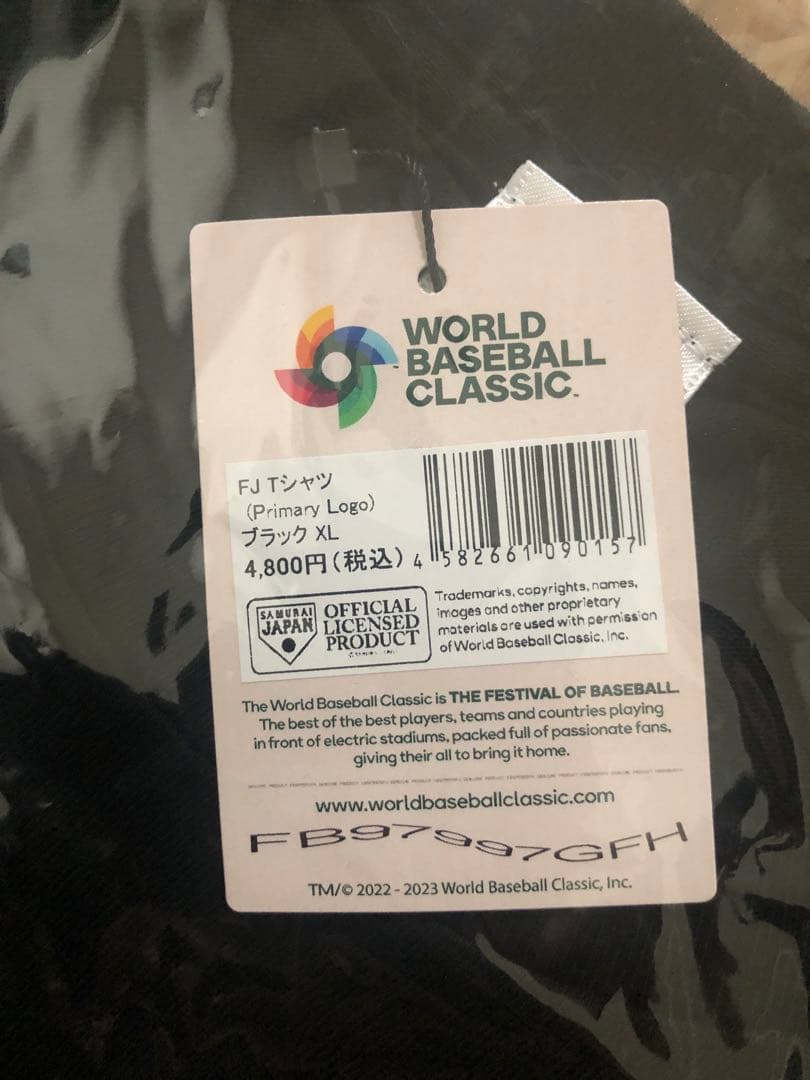 WORLD
BASEBALL
CLASSIC™
FJ Tシャツ
(Primary Logo)
ブラック XL
4,800円(税込)
4 582661 090157
SAMURAI
JAPAN
OFFICIAL
LICENSED
PRODUCT
Trademarks, copyrights, names,
images and other proprietary
materials are used with permission
of World Baseball Classic, Inc.
The World Baseball Classic is THE FESTIVAL OF BASEBALL.
The best of the best players, teams and countries playing
in front of electric stadiums, packed full of passionate fans,
giving their all to bring it home.
www.worldbaseballclassic.com
FB97997GFH
TM/© 2022 - 2023 World Baseball Classic, Inc.